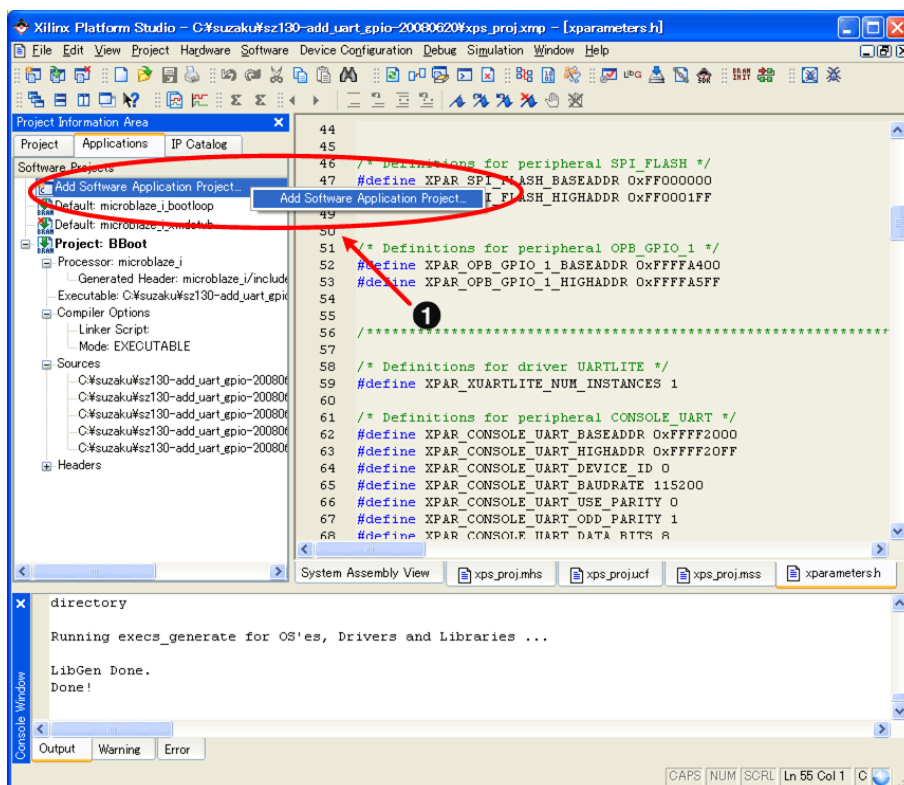 Xilinx Platform Studio - C:¥suzaku¥sz130-add_uart_gpio-20080620¥xps_proj.xmp - [xparameters.h]
File Edit View Project Hardware Software Device Configuration Debug Simulation Window Help
Project Information Area
Project Applications IP Catalog
Software Projects
Add Software Application Project...
Add Software Application Project...
Default: microblaze_i_bootloop
Default: microblaze_i_xmdstub
Project: BBoot
Processor: microblaze_i
Generated Header: microblaze_i/include
Executable: C:¥suzaku¥sz130-add_uart_gpio
Compiler Options
Linker Script:
Mode: EXECUTABLE
Sources
C:¥suzaku¥sz130-add_uart_gpio-200806
C:¥suzaku¥sz130-add_uart_gpio-200806
C:¥suzaku¥sz130-add_uart_gpio-200806
C:¥suzaku¥sz130-add_uart_gpio-200806
C:¥suzaku¥sz130-add_uart_gpio-200806
Headers
44
45
46 /* Definitions for peripheral SPI_FLASH */
47 #define XPAR_SPI_FLASH_BASEADDR 0xFF000000
I_FLASH_HIGHADDR 0xFF0001FF
49
50
51 /* Definitions for peripheral OPB_GPIO_1 */
52 #define XPAR_OPB_GPIO_1_BASEADDR 0xFFFFA400
53 #define XPAR_OPB_GPIO_1_HIGHADDR 0xFFFFA5FF
54
55
56 /***************************************************************
57
58 /* Definitions for driver UARTLITE */
59 #define XPAR_XUARTLITE_NUM_INSTANCES 1
60
61 /* Definitions for peripheral CONSOLE_UART */
62 #define XPAR_CONSOLE_UART_BASEADDR 0xFFFF2000
63 #define XPAR_CONSOLE_UART_HIGHADDR 0xFFFF20FF
64 #define XPAR_CONSOLE_UART_DEVICE_ID 0
65 #define XPAR_CONSOLE_UART_BAUDRATE 115200
66 #define XPAR_CONSOLE_UART_USE_PARITY 0
67 #define XPAR_CONSOLE_UART_ODD_PARITY 1
68 #define XPAR_CONSOLE_UART_DATA_BITS 8
1
System Assembly View xps_proj.mhs xps_proj.ucf xps_proj.mss xparameters.h
directory
Running execs_generate for OS'es, Drivers and Libraries ...
LibGen Done.
Done!
Console Window
Output Warning Error
CAPS NUM SCRL Ln 55 Col 1 C